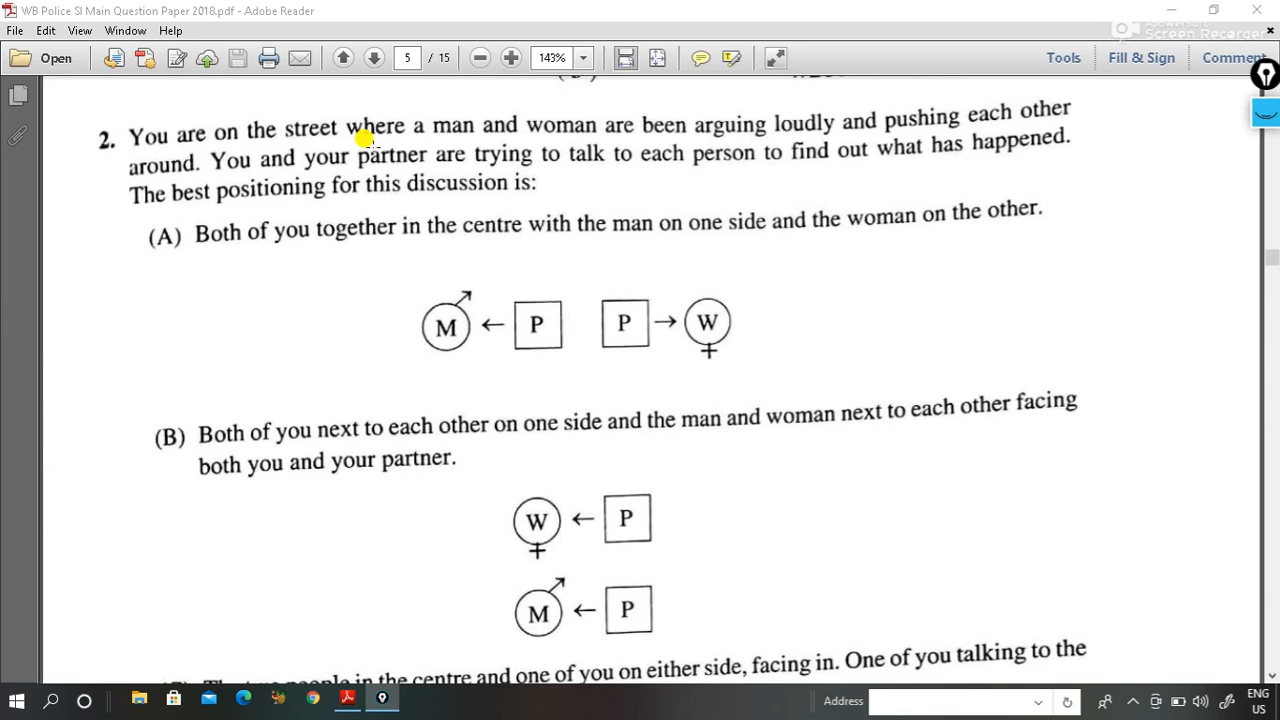 WB Police SI Main Question Paper 2018.pdf - Adobe Reader
File Edit View Window Help
Apowersoft
Screen Recorder
Open 5 / 15 143% Tools Fill & Sign Comment
2. You are on the street where a man and woman are been arguing loudly and pushing each other
around. You and your partner are trying to talk to each person to find out what has happened.
The best positioning for this discussion is:
(A) Both of you together in the centre with the man on one side and the woman on the other.
M ← P P → W
(B) Both of you next to each other on one side and the man and woman next to each other facing
both you and your partner.
W ← P
M ← P
people in the centre and one of you on either side, facing in. One of you talking to the
Address
ENG
US